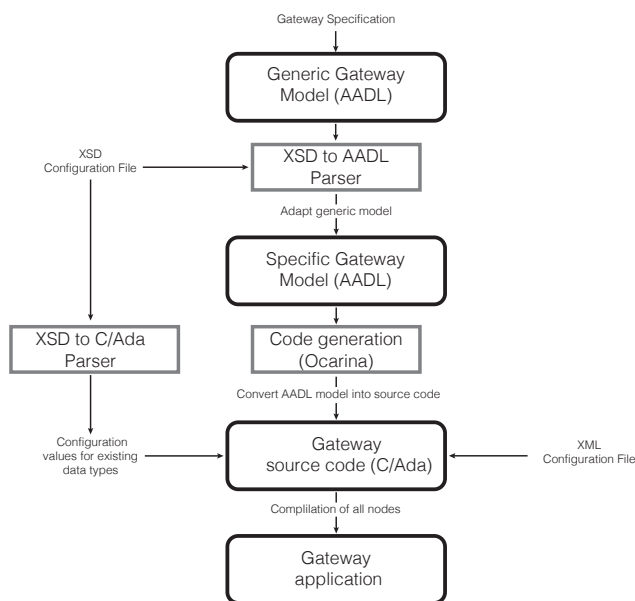 Gateway Specification
Generic Gateway
Model (AADL)
XSD
Configuration File
XSD to AADL
Parser
Adapt generic model
Specific Gateway
Model (AADL)
XSD to C/Ada
Parser
Code generation
(Ocarina)
Convert AADL model into source code
Configuration
values for existing
data types
Gateway
source code (C/Ada)
XML
Configuration File
Complilation of all nodes
Gateway
application